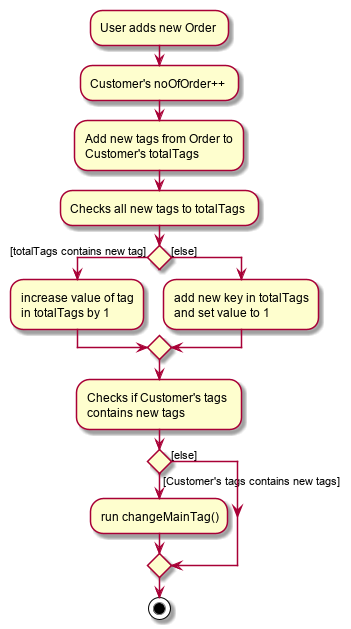 User adds new Order
Customer's noOfOrder++
Add new tags from Order to
Customer's totalTags
Checks all new tags to totalTags
[totalTags contains new tag]
[else]
increase value of tag
in totalTags by 1
add new key in totalTags
and set value to 1
Checks if Customer's tags
contains new tags
[else]
[Customer's tags contains new tags]
run changeMainTag()